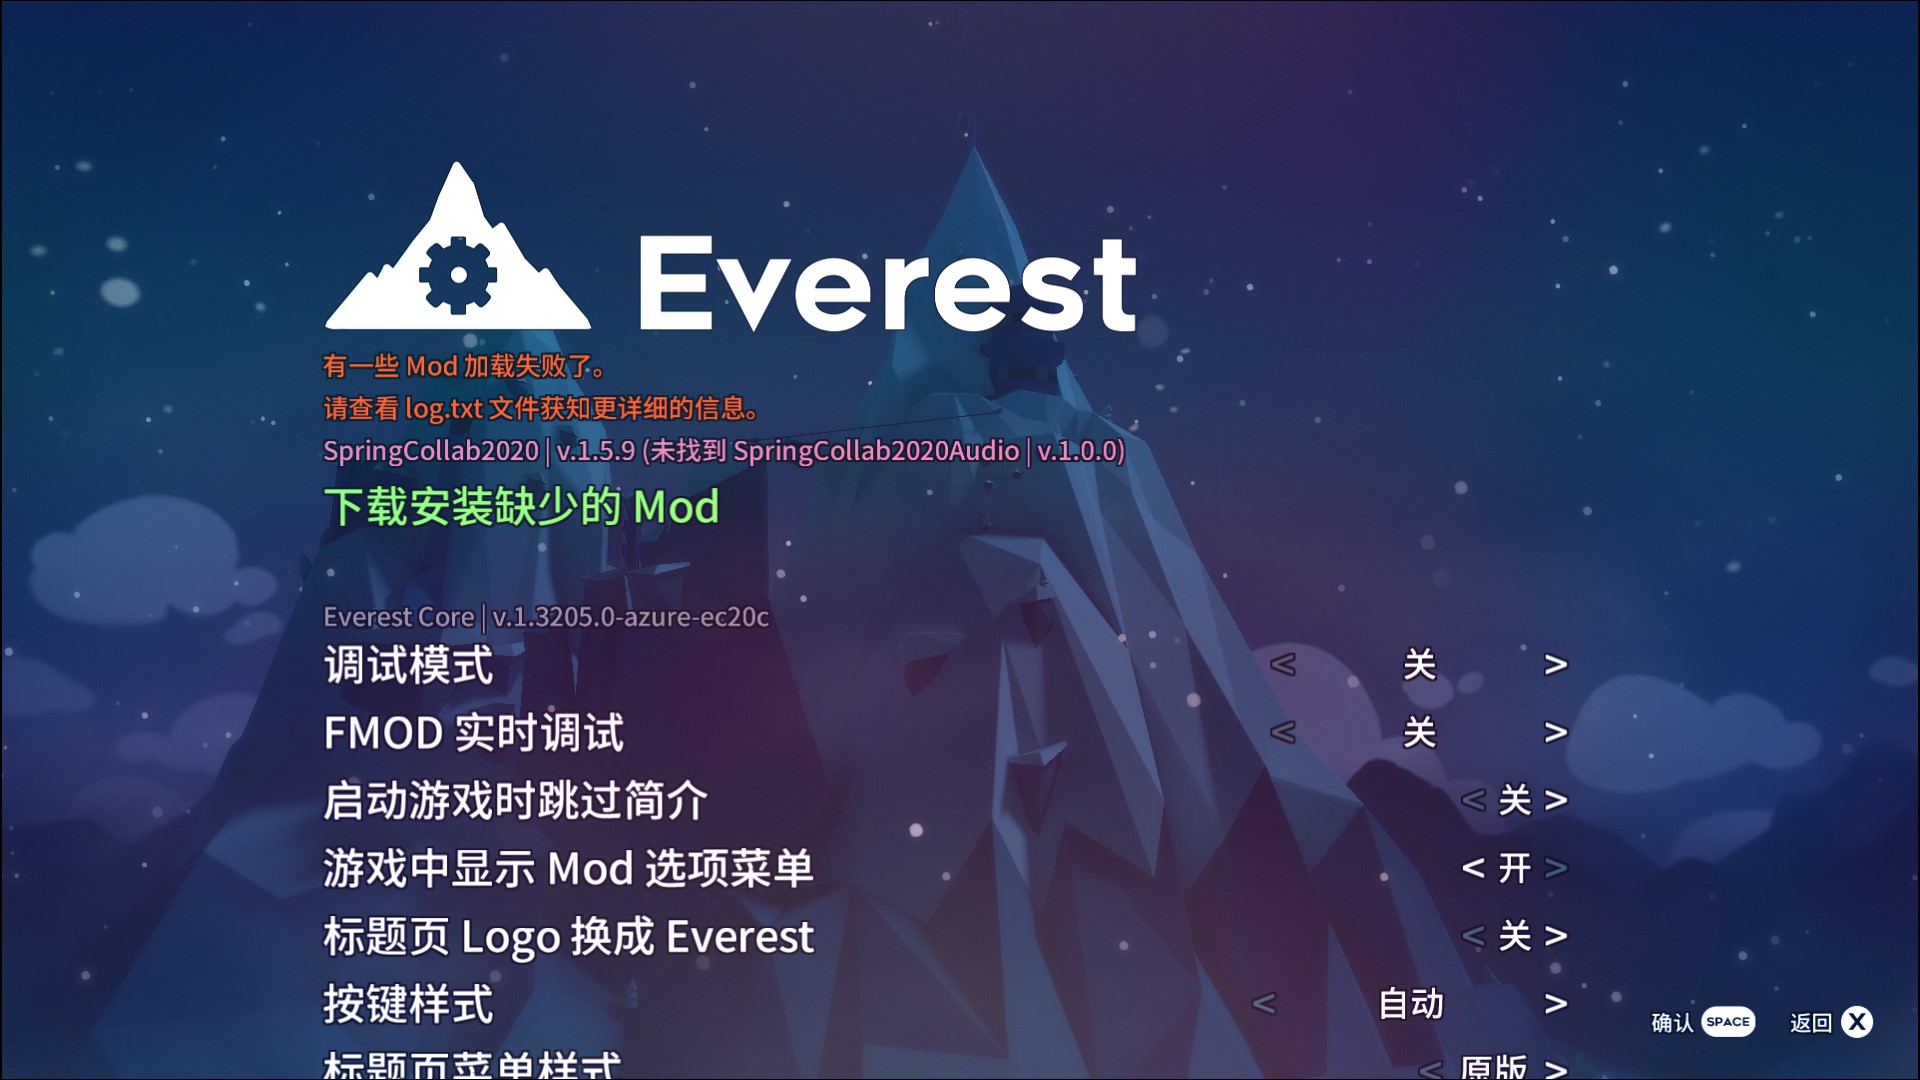 Everest
有一些 Mod 加载失败了。
请查看 log.txt 文件获知更详细的信息。
SpringCollab2020 | v.1.5.9 (未找到 SpringCollab2020Audio | v.1.0.0)
下载安装缺少的 Mod
Everest Core | v.1.3205.0-azure-ec20c
调试模式 < 关 >
FMOD 实时调试 < 关 >
启动游戏时跳过简介 < 关 >
游戏中显示 Mod 选项菜单 < 开 >
标题页 Logo 换成 Everest < 关 >
按键样式 < 自动 >
确认 SPACE 返回 X
标题页菜单样式 < 原版 >